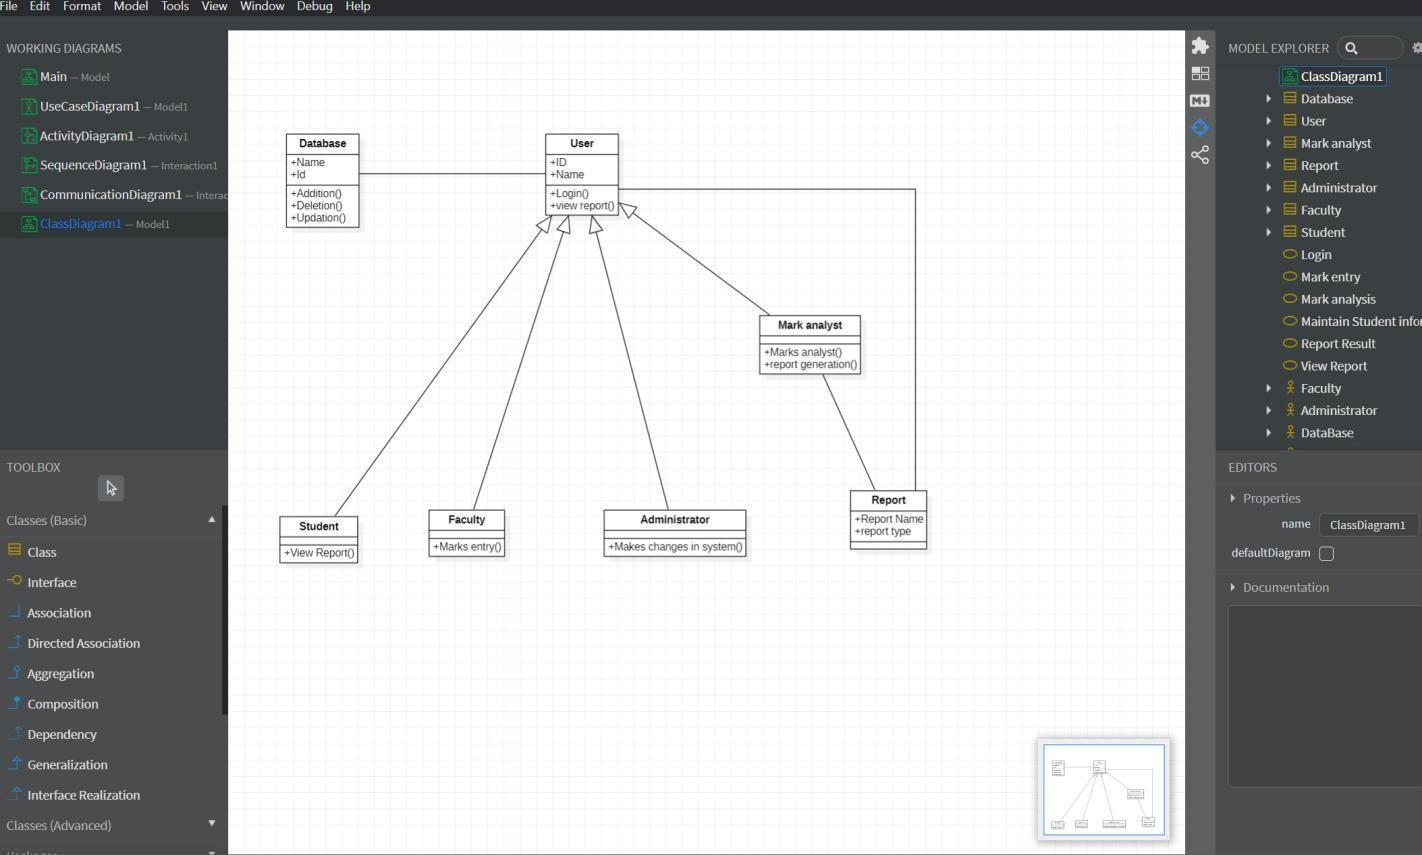 File Edit Format Model Tools View Window Debug Help
WORKING DIAGRAMS
Main — Model
UseCaseDiagram1 — Model1
ActivityDiagram1 — Activity1
SequenceDiagram1 — Interaction1
CommunicationDiagram1 — Interac
ClassDiagram1 — Model1
TOOLBOX
Classes (Basic)
Class
Interface
Association
Directed Association
Aggregation
Composition
Dependency
Generalization
Interface Realization
Classes (Advanced)
Database
+Name
+Id
+Addition()
+Deletion()
+Updation()
User
+ID
+Name
+Login()
+view report()
Mark analyst
+Marks analyst()
+report generation()
Student
+View Report()
Faculty
+Marks entry()
Administrator
+Makes changes in system()
Report
+Report Name
+report type
M
MODEL EXPLORER
ClassDiagram1
Database
User
Mark analyst
Report
Administrator
Faculty
Student
Login
Mark entry
Mark analysis
Maintain Student infor
Report Result
View Report
Faculty
Administrator
DataBase
EDITORS
Properties
name ClassDiagram1
defaultDiagram
Documentation